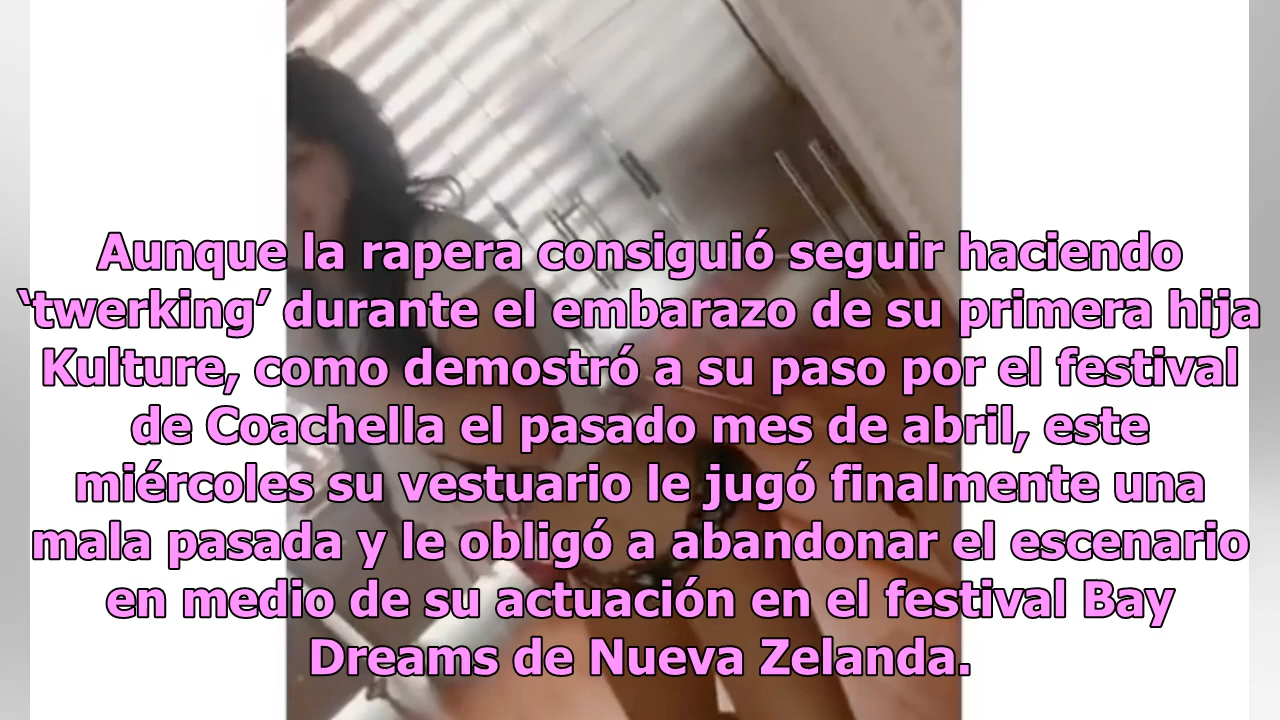 Aunque la rapera consiguió seguir haciendo
‘twerking’ durante el embarazo de su primera hija
Kulture, como demostró a su paso por el festival
de Coachella el pasado mes de abril, este
miércoles su vestuario le jugó finalmente una
mala pasada y le obligó a abandonar el escenario
en medio de su actuación en el festival Bay
Dreams de Nueva Zelanda.